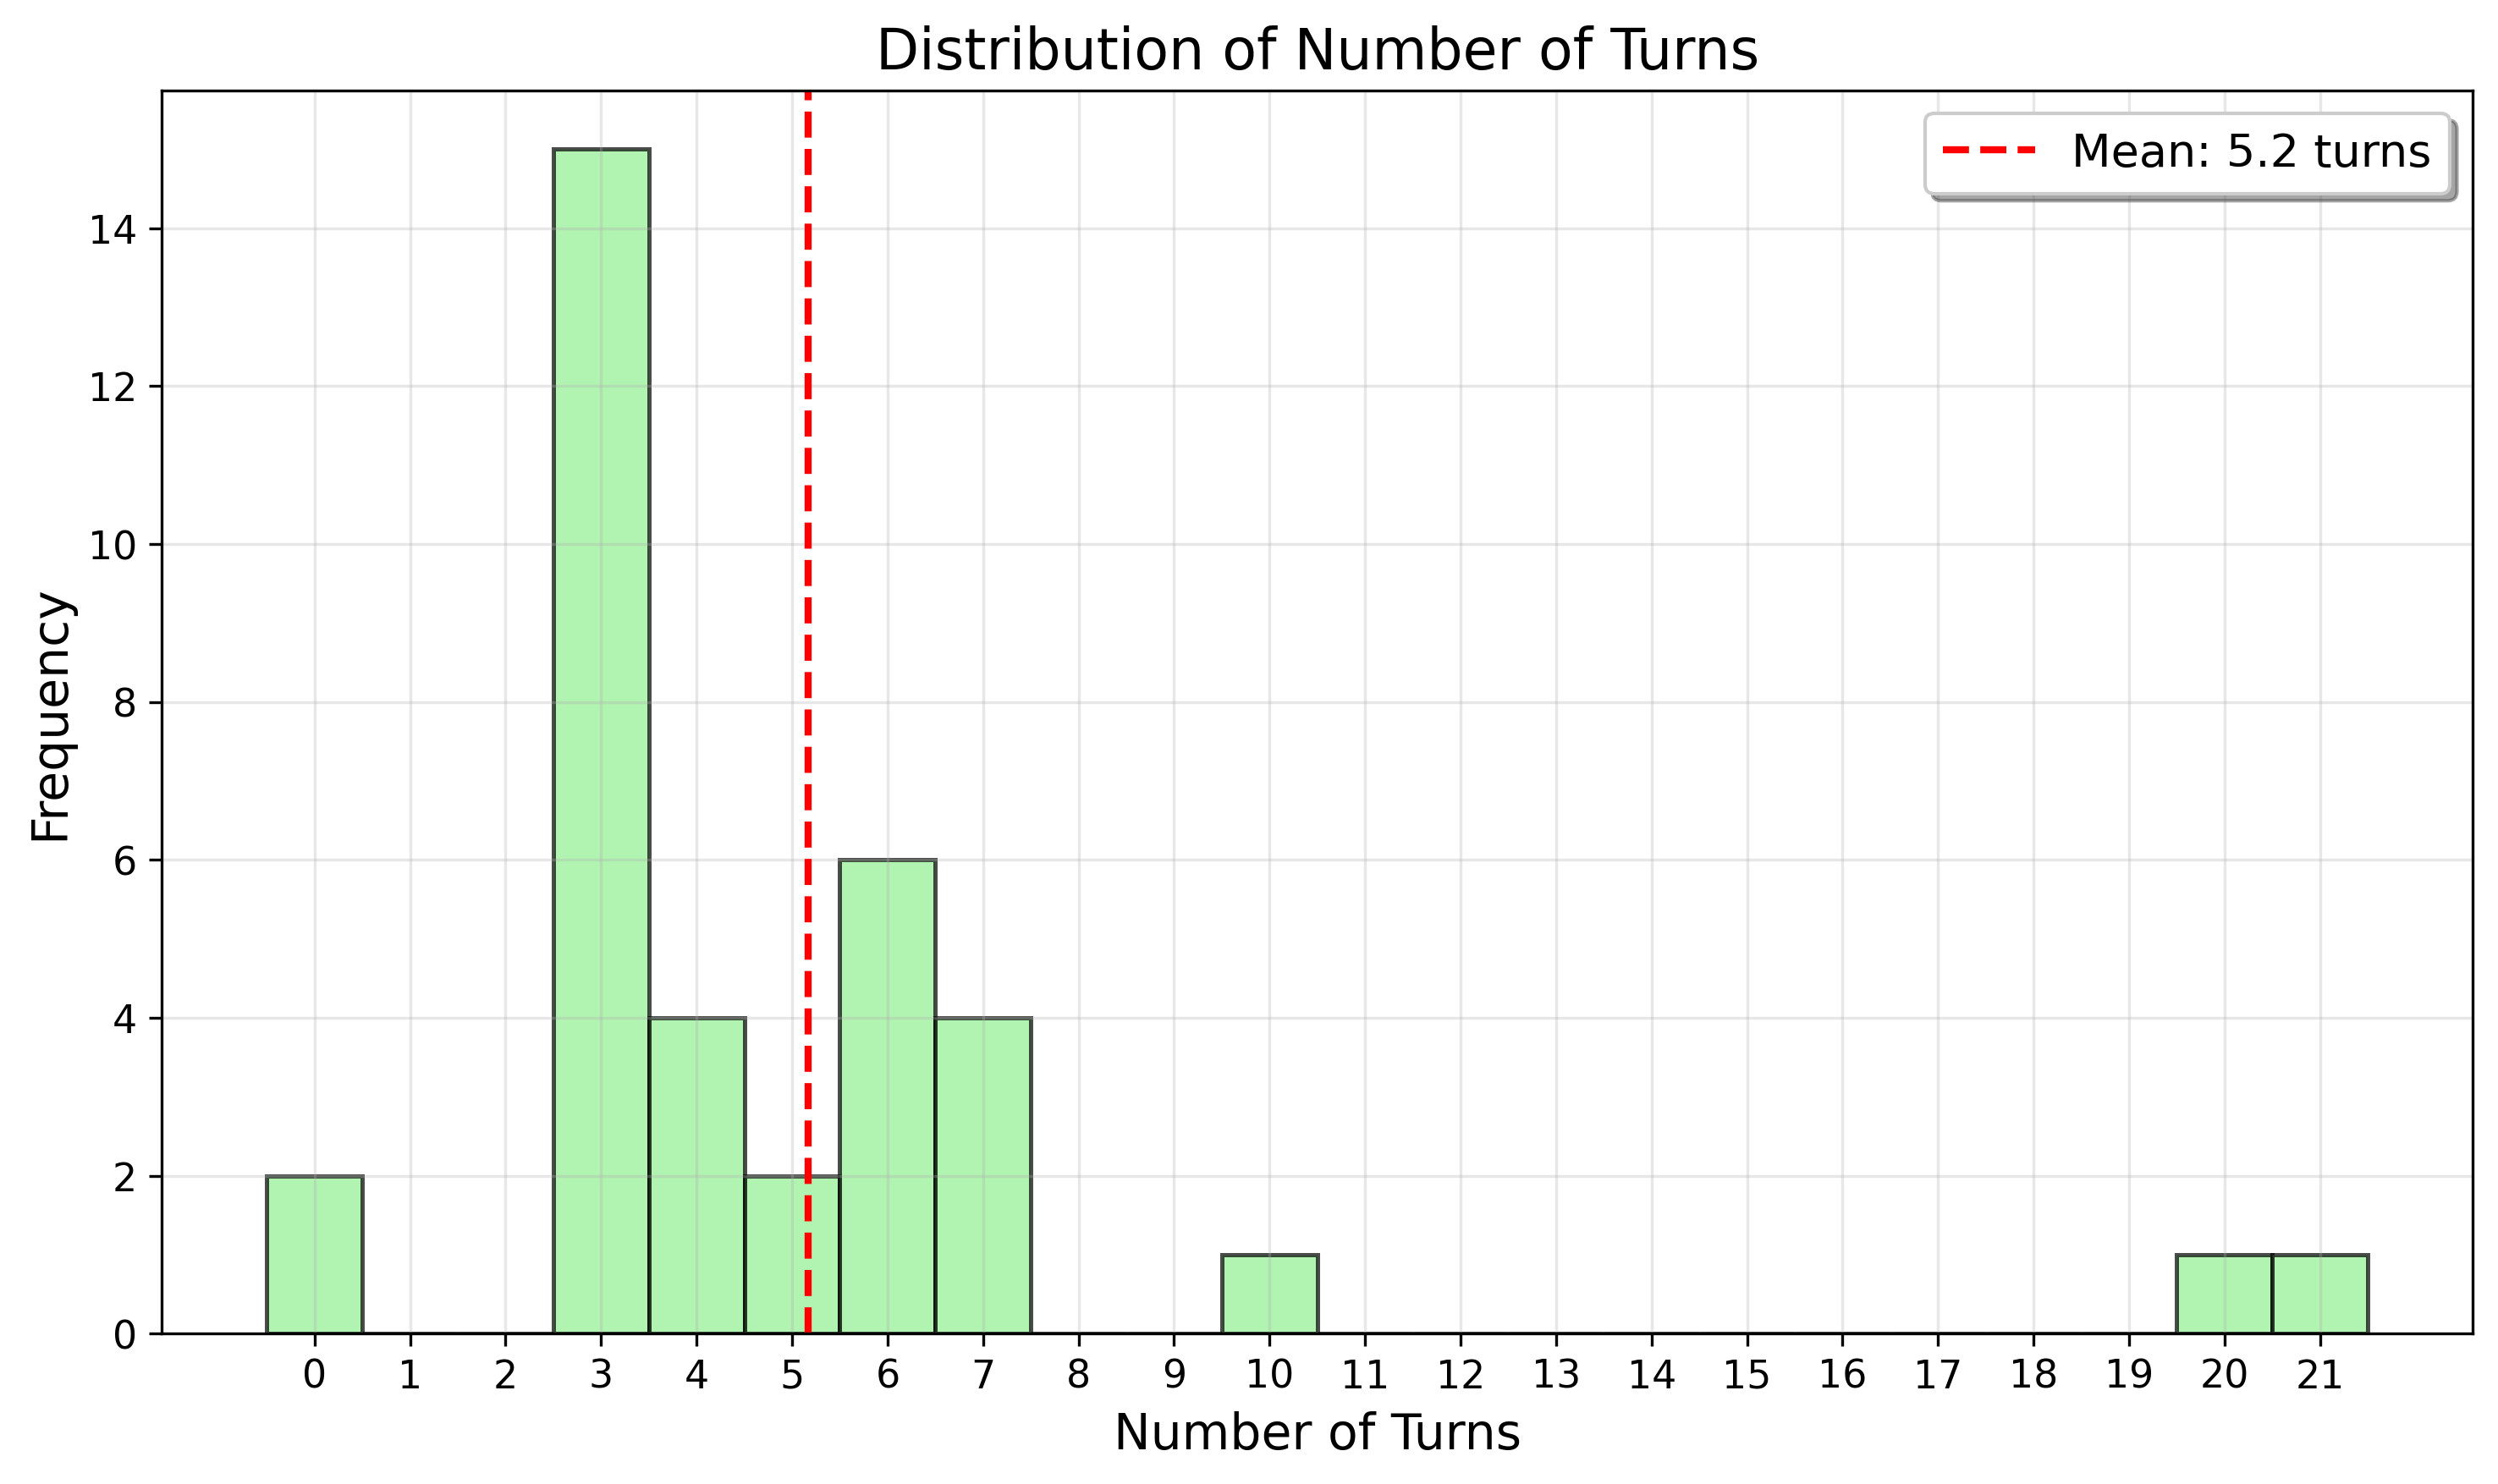 Distribution of Number of Turns
Mean: 5.2 turns
14
12
10
8
6
4
2
0
Frequency
0 1 2 3 4 5 6 7 8 9 10 11 12 13 14 15 16 17 18 19 20 21
Number of Turns